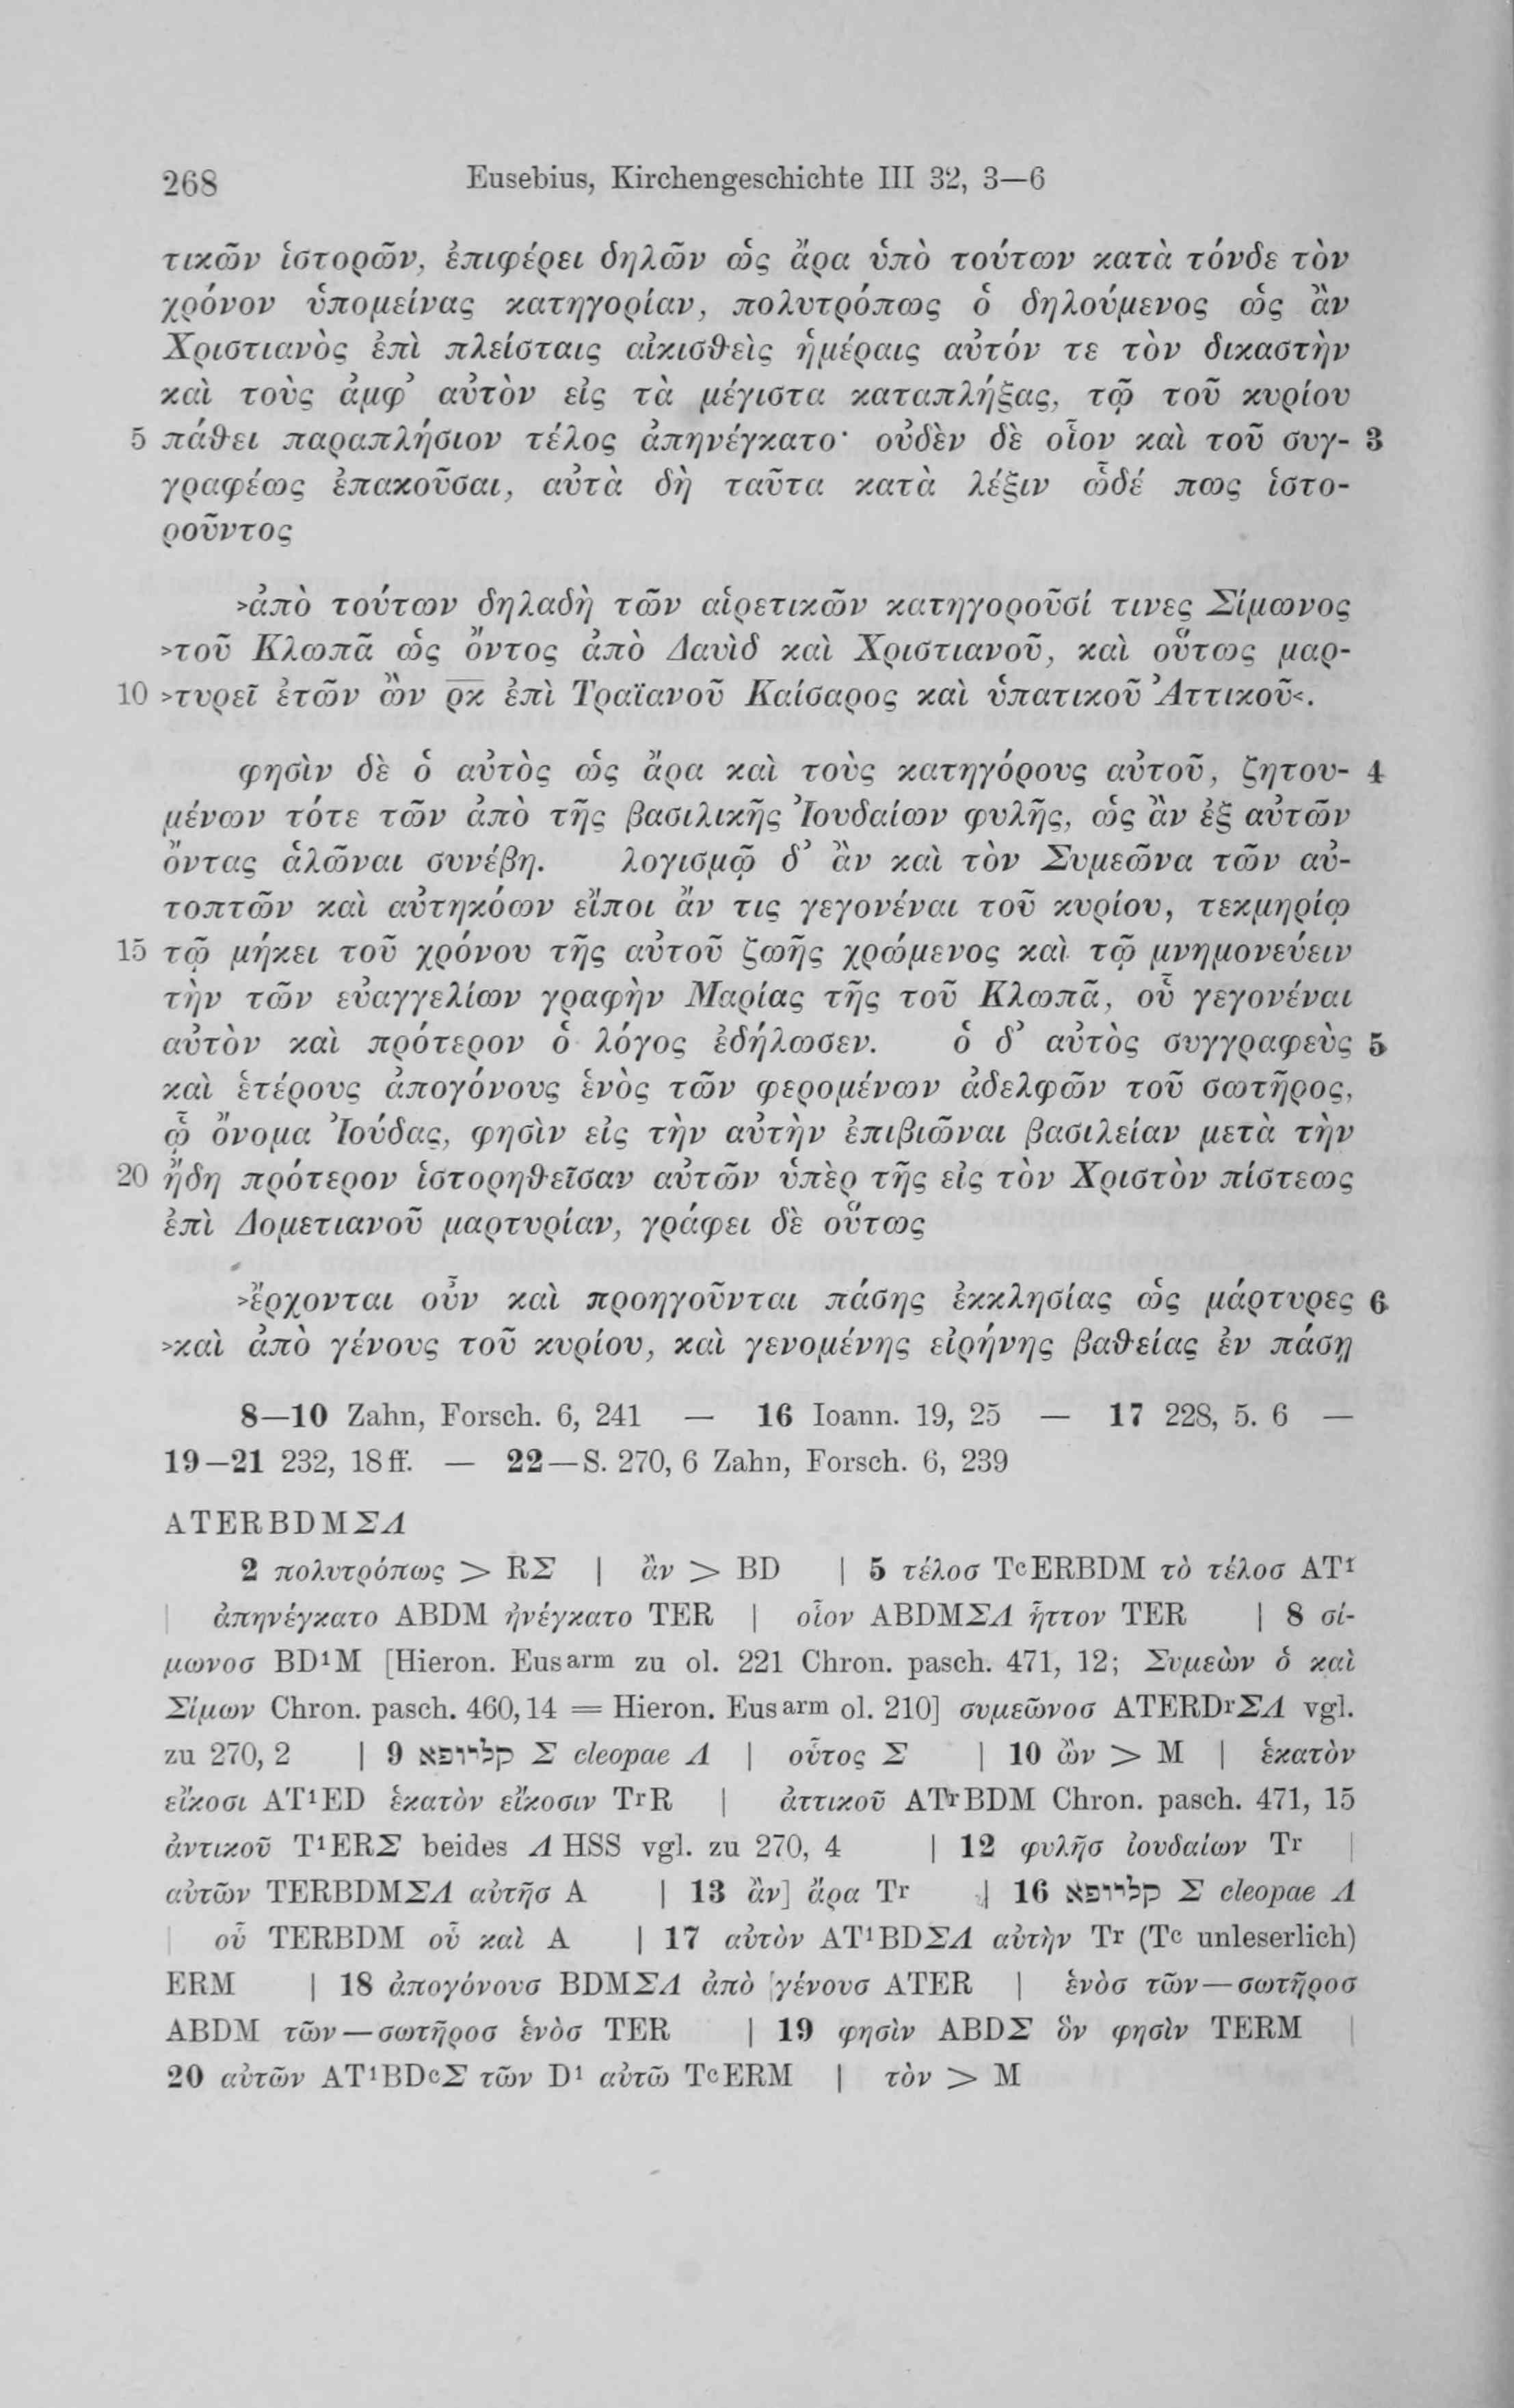 268 Eusebius, Kirchengeschichte III 32, 3—6
τικῶν ἱστορῶν, ἐπιφέρει δηλῶν ὡς ἄρα ὑπὸ τούτων κατὰ τόνδε τὸν
χρόνον ὑπομείνας κατηγορίαν, πολυτρόπως ὁ δηλούμενος ὡς ἂν
Χριστιανὸς ἐπὶ πλείσταις αἰκισθεὶς ἡμέραις αὐτόν τε τὸν δικαστὴν
καὶ τοὺς ἀμφ᾽ αὐτὸν εἰς τὰ μέγιστα καταπλήξας, τῷ τοῦ κυρίου
5 πάθει παραπλήσιον τέλος ἀπηνέγκατο· οὐδὲν δὲ οἷον καὶ τοῦ συγ- 3
γραφέως ἐπακοῦσαι, αὐτὰ δὴ ταῦτα κατὰ λέξιν ὧδέ πως ἱστο-
ροῦντος
>ἀπὸ τούτων δηλαδὴ τῶν αἱρετικῶν κατηγοροῦσί τινες Σίμωνος
>τοῦ Κλωπᾶ ὡς ὄντος ἀπὸ Δαυὶδ καὶ Χριστιανοῦ, καὶ οὕτως μαρ-
10 >τυρεῖ ἐτῶν ὢν ρ̅κ̅ ἐπὶ Τραϊανοῦ Καίσαρος καὶ ὑπατικοῦ Ἀττικοῦ<.
φησὶν δὲ ὁ αὐτὸς ὡς ἄρα καὶ τοὺς κατηγόρους αὐτοῦ, ζητου- 4
μένων τότε τῶν ἀπὸ τῆς βασιλικῆς Ἰουδαίων φυλῆς, ὡς ἂν ἐξ αὐτῶν
ὄντας ἁλῶναι συνέβη. λογισμῷ δ᾽ ἂν καὶ τὸν Συμεῶνα τῶν αὐ-
τοπτῶν καὶ αὐτηκόων εἴποι ἄν τις γεγονέναι τοῦ κυρίου, τεκμηρίῳ
15 τῷ μήκει τοῦ χρόνου τῆς αὐτοῦ ζωῆς χρώμενος καὶ τῷ μνημονεύειν
τὴν τῶν εὐαγγελίων γραφὴν Μαρίας τῆς τοῦ Κλωπᾶ, οὗ γεγονέναι
αὐτὸν καὶ πρότερον ὁ λόγος ἐδήλωσεν. ὁ δ᾽ αὐτὸς συγγραφεὺς 5
καὶ ἑτέρους ἀπογόνους ἑνὸς τῶν φερομένων ἀδελφῶν τοῦ σωτῆρος,
ᾧ ὄνομα Ἰούδας, φησὶν εἰς τὴν αὐτὴν ἐπιβιῶναι βασιλείαν μετὰ τὴν
20 ἤδη πρότερον ἱστορηθεῖσαν αὐτῶν ὑπὲρ τῆς εἰς τὸν Χριστὸν πίστεως
ἐπὶ Δομετιανοῦ μαρτυρίαν, γράφει δὲ οὕτως
>ἔρχονται οὖν καὶ προηγοῦνται πάσης ἐκκλησίας ὡς μάρτυρες 6
>καὶ ἀπὸ γένους τοῦ κυρίου, καὶ γενομένης εἰρήνης βαθείας ἐν πάσῃ
8—10 Zahn, Forsch. 6, 241 — 16 Ioann. 19, 25 — 17 228, 5. 6 —
19—21 232, 18 ff. — 22—S. 270, 6 Zahn, Forsch. 6, 239
ATERBDMΣΛ
2 πολυτρόπως > RΣ | ἂν > BD | 5 τέλοσ TcERBDM τὸ τέλοσ AT1
| ἀπηνέγκατο ABDM ἠνέγκατο TER | οἷον ABDMΣΛ ἧττον TER | 8 σί-
μωνοσ BD1M [Hieron. Eusarm zu ol. 221 Chron. pasch. 471, 12; Συμεὼν ὁ καὶ
Σίμων Chron. pasch. 460, 14 = Hieron. Eusarm ol. 210] συμεῶνοσ ATERDrΣΛ vgl.
zu 270, 2 | 9 קליופא Σ cleopae Λ | οὗτος Σ | 10 ὢν > M | ἑκατὸν
εἴκοσι AT1ED ἑκατὸν εἴκοσιν TrR | ἀττικοῦ ATrBDM Chron. pasch. 471, 15
ἀντικοῦ T1ERΣ beides Λ HSS vgl. zu 270, 4 | 12 φυλῆσ ἰουδαίων Tr |
αὐτῶν TERBDMΣΛ αὐτῆσ A | 13 ἂν] ἄρα Tr | 16 קליופא Σ cleopae Λ
| οὗ TERBDM οὗ καὶ A | 17 αὐτὸν AT1BDΣΛ αὐτὴν Tr (Tc unleserlich)
ERM | 18 ἀπογόνουσ BDMΣΛ ἀπὸ γένουσ ATER | ἑνὸσ τῶν—σωτῆροσ
ABDM τῶν—σωτῆροσ ἑνὸσ TER | 19 φησὶν ABDΣ ὅν φησὶν TERM |
20 αὐτῶν AT1BDcΣ τῶν D1 αὐτῶ TcERM | τὸν > M